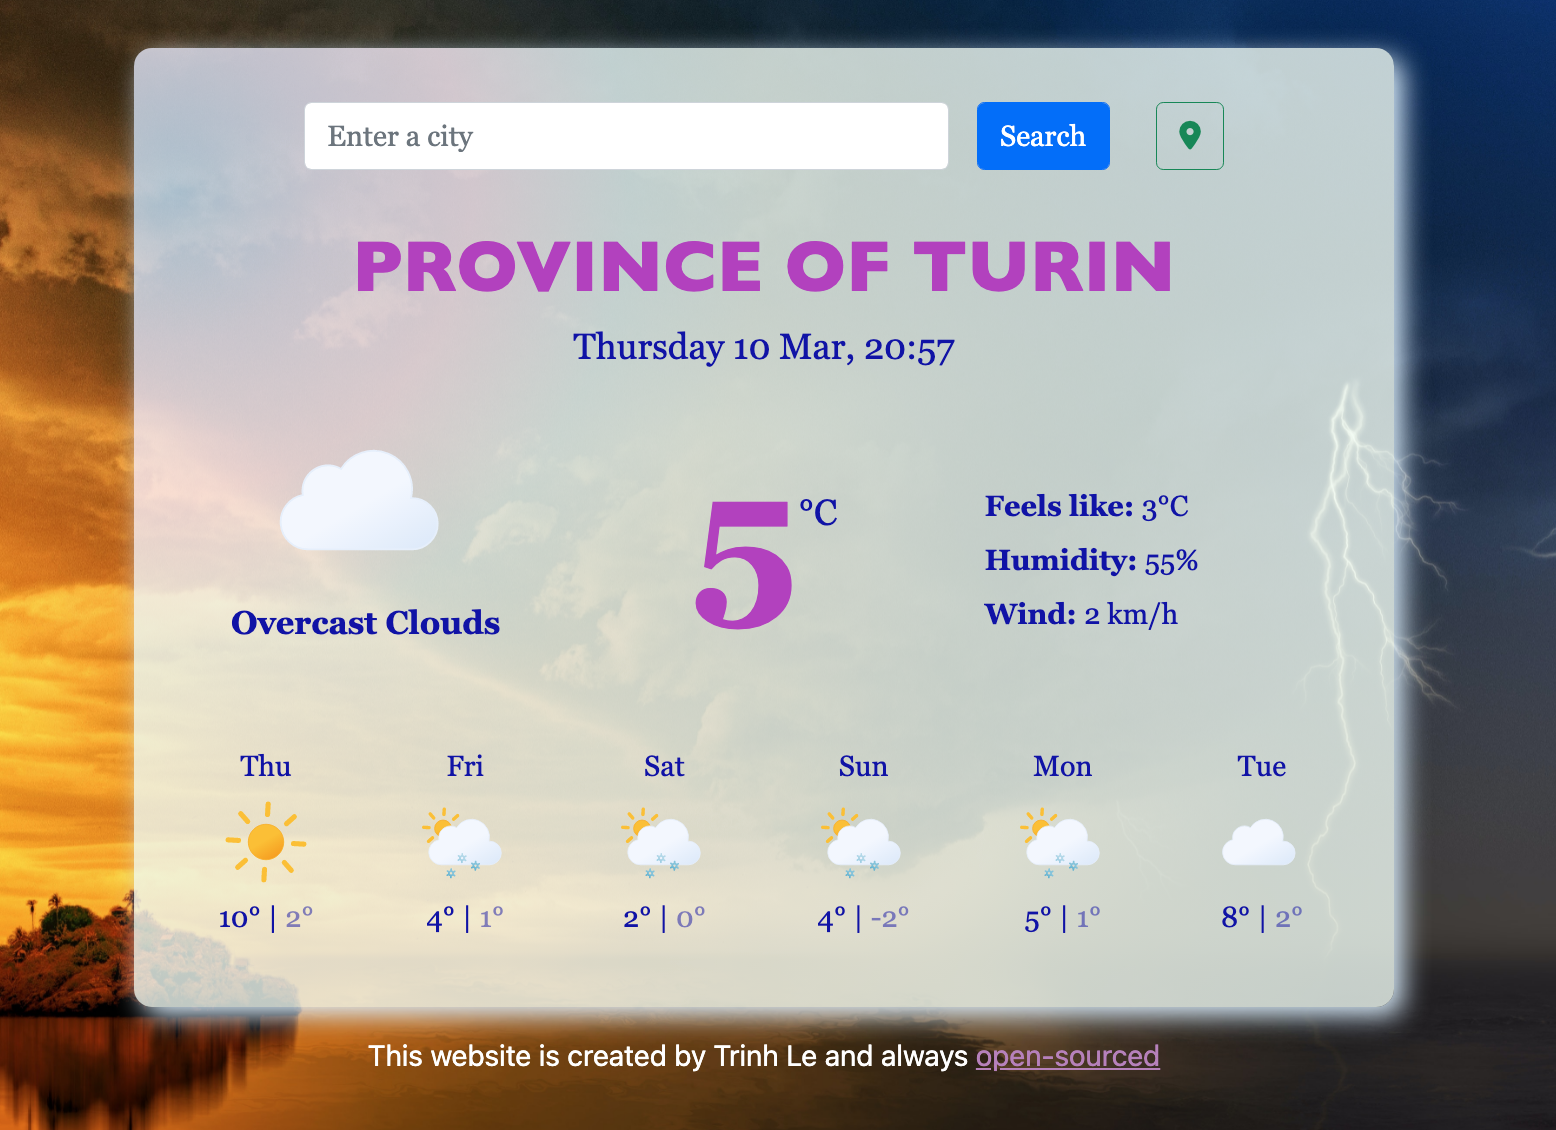 Enter a city
Search
PROVINCE OF TURIN
Thursday 10 Mar, 20:57
5 °C
Overcast Clouds
Feels like: 3°C
Humidity: 55%
Wind: 2 km/h
Thu Fri Sat Sun Mon Tue
10° | 2° 4° | 1° 2° | 0° 4° | -2° 5° | 1° 8° | 2°
This website is created by Trinh Le and always open-sourced